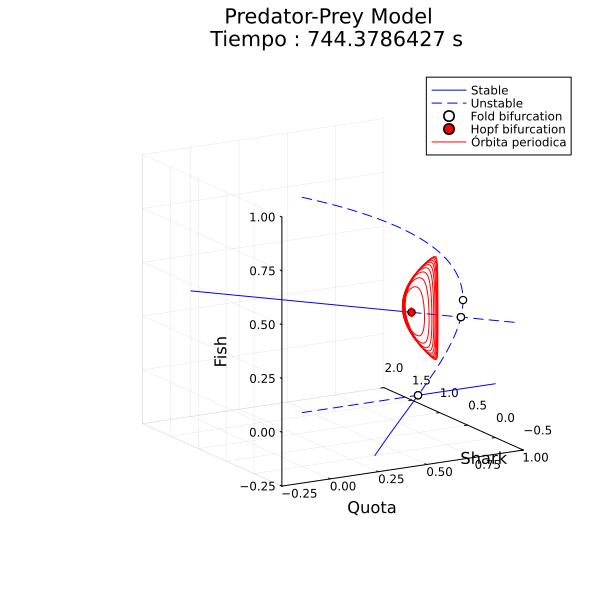 Predator-Prey Model
Tiempo : 744.3786427 s
Stable
Unstable
Fold bifurcation
Hopf bifurcation
Órbita periodica
1.00
0.75
0.50
0.25
0.00
−0.25
Fish
2.0
1.5
1.0
0.5
0.0
−0.5
Shark
−0.25
0.00
0.25
0.50
0.75
1.00
Quota